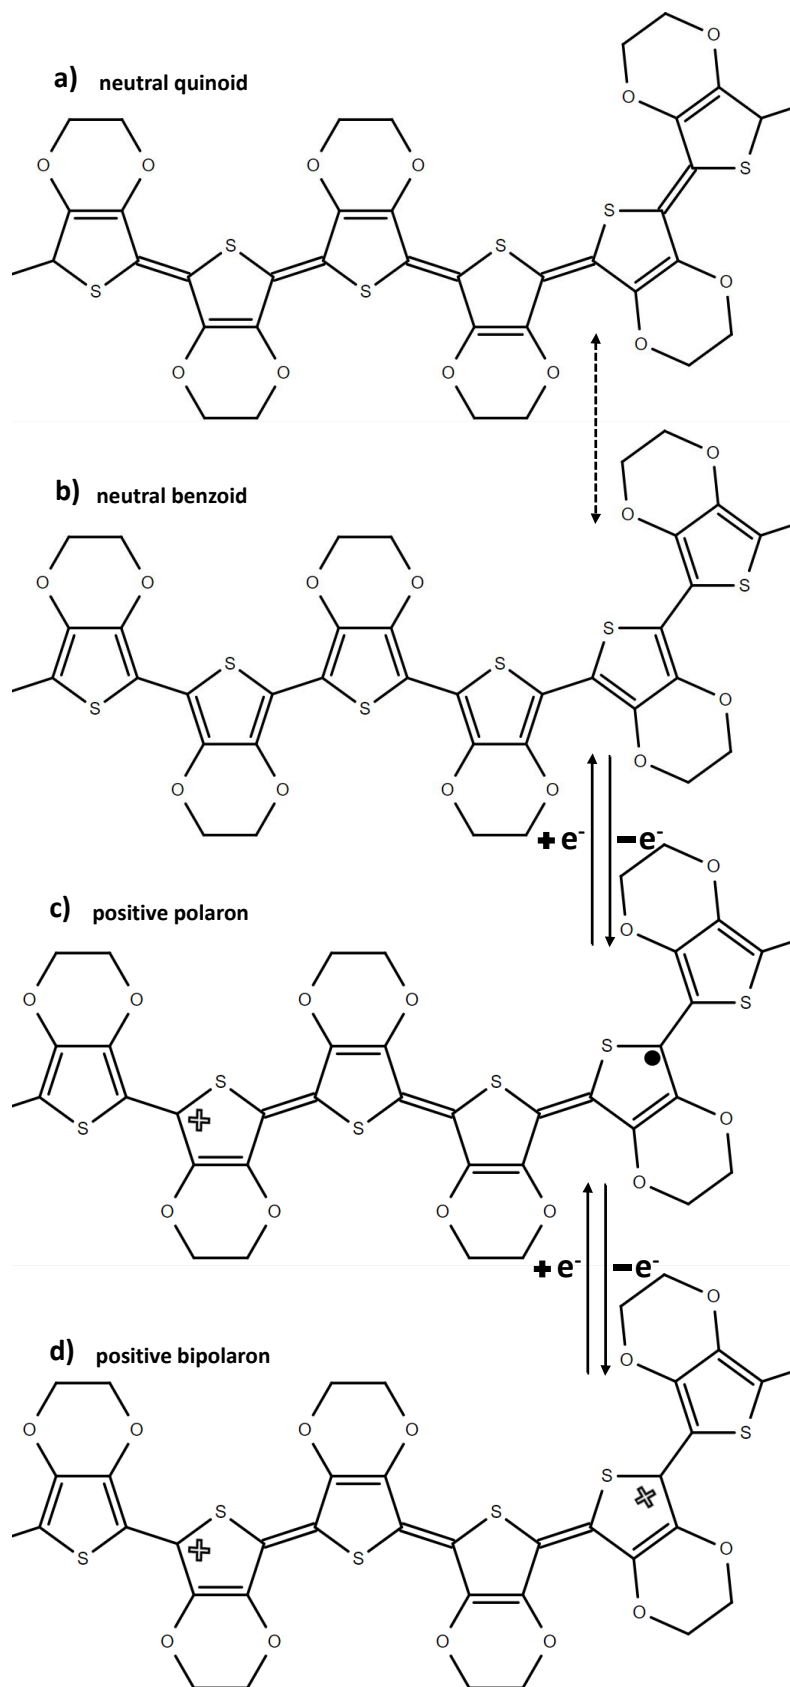 O
a) neutral quinoid
O
O O O O S
S
S S
S S O
O
O O O O
O
b) neutral benzoid
O
O O O O S
S
S S
S S O
O
O O O O
+ e⁻ − e⁻
O
c) positive polaron
O
O O O O S
S
S S
S S O
O
O O O O
+ e⁻ − e⁻
O
d) positive bipolaron
O
O O O O S
S
S S
S S O
O
O O O O